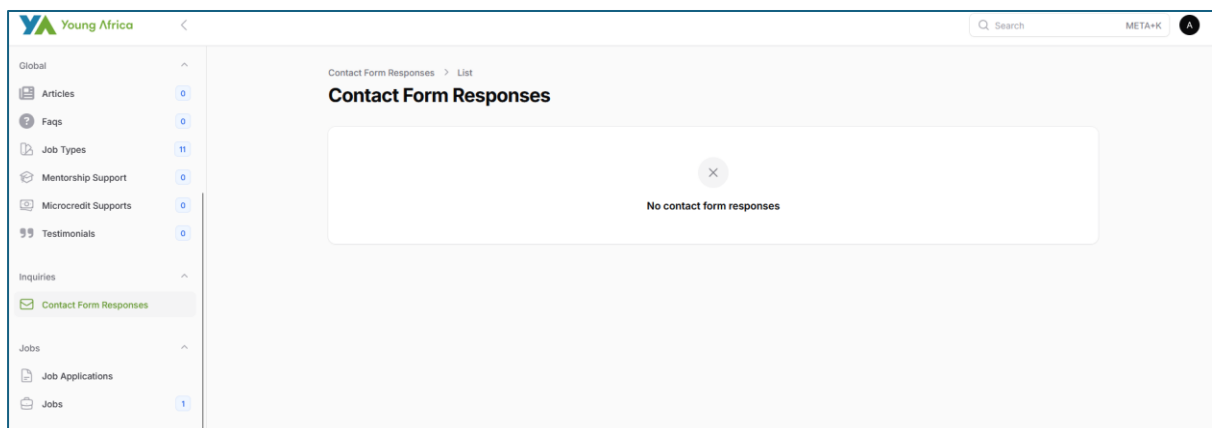 YA Young Africa
Search META+K A
Global
Articles 0
Faqs 0
Job Types 11
Mentorship Support 0
Microcredit Supports 0
Testimonials 0
Inquiries
Contact Form Responses
Jobs
Job Applications
Jobs 1
Contact Form Responses > List
Contact Form Responses
No contact form responses